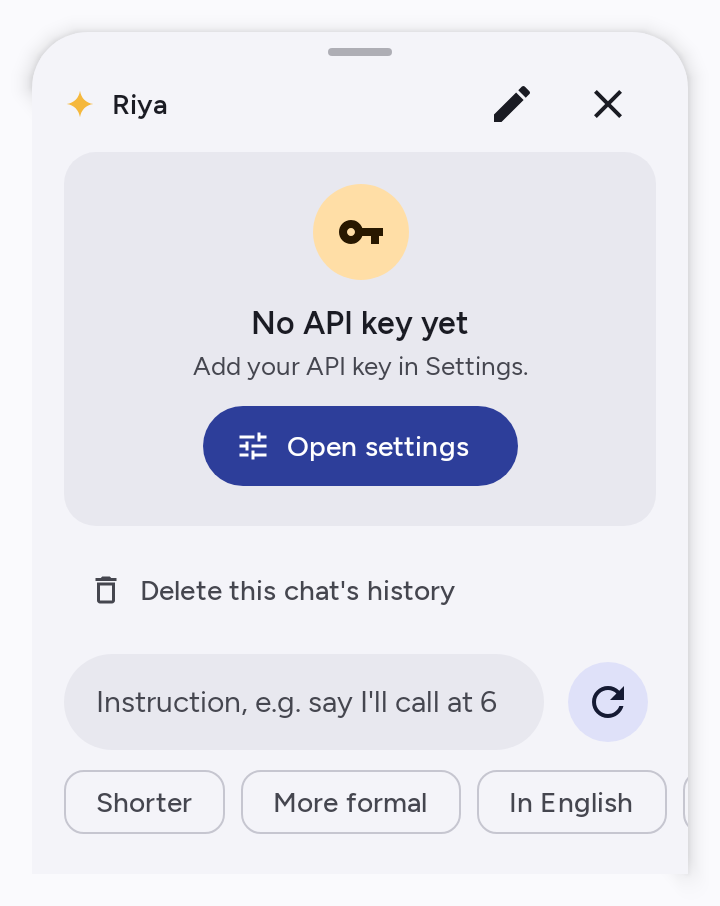 Riya
No API key yet
Add your API key in Settings.
Open settings
Delete this chat's history
Instruction, e.g. say I'll call at 6
Shorter
More formal
In English